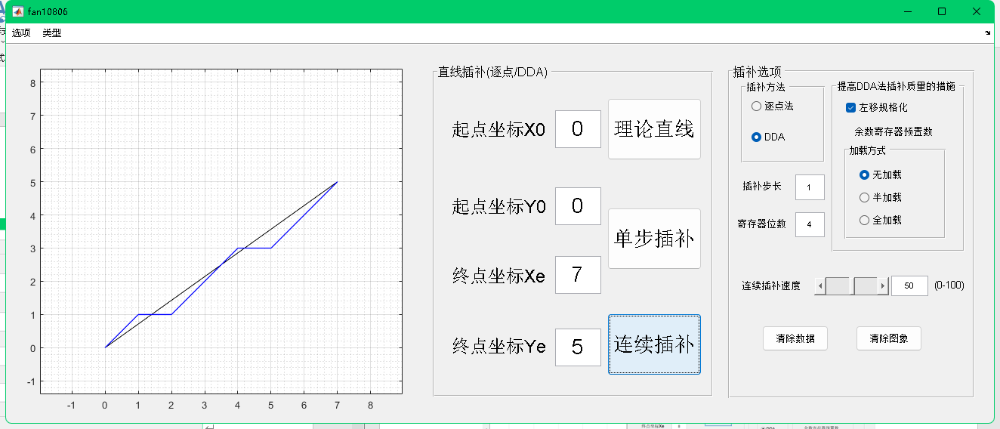 fan10806
选项 类型
8
7
6
5
4
3
2
1
0
-1
-1 0 1 2 3 4 5 6 7 8
直线插补(逐点/DDA)
起点坐标X0 0 理论直线
起点坐标Y0 0
单步插补
终点坐标Xe 7
终点坐标Ye 5 连续插补
插补选项
插补方法
逐点法
DDA
提高DDA法插补质量的措施
左移规格化
余数寄存器预置数
加载方式
无加载
半加载
全加载
插补步长 1
寄存器位数 4
连续插补速度 50 (0-100)
清除数据 清除图象